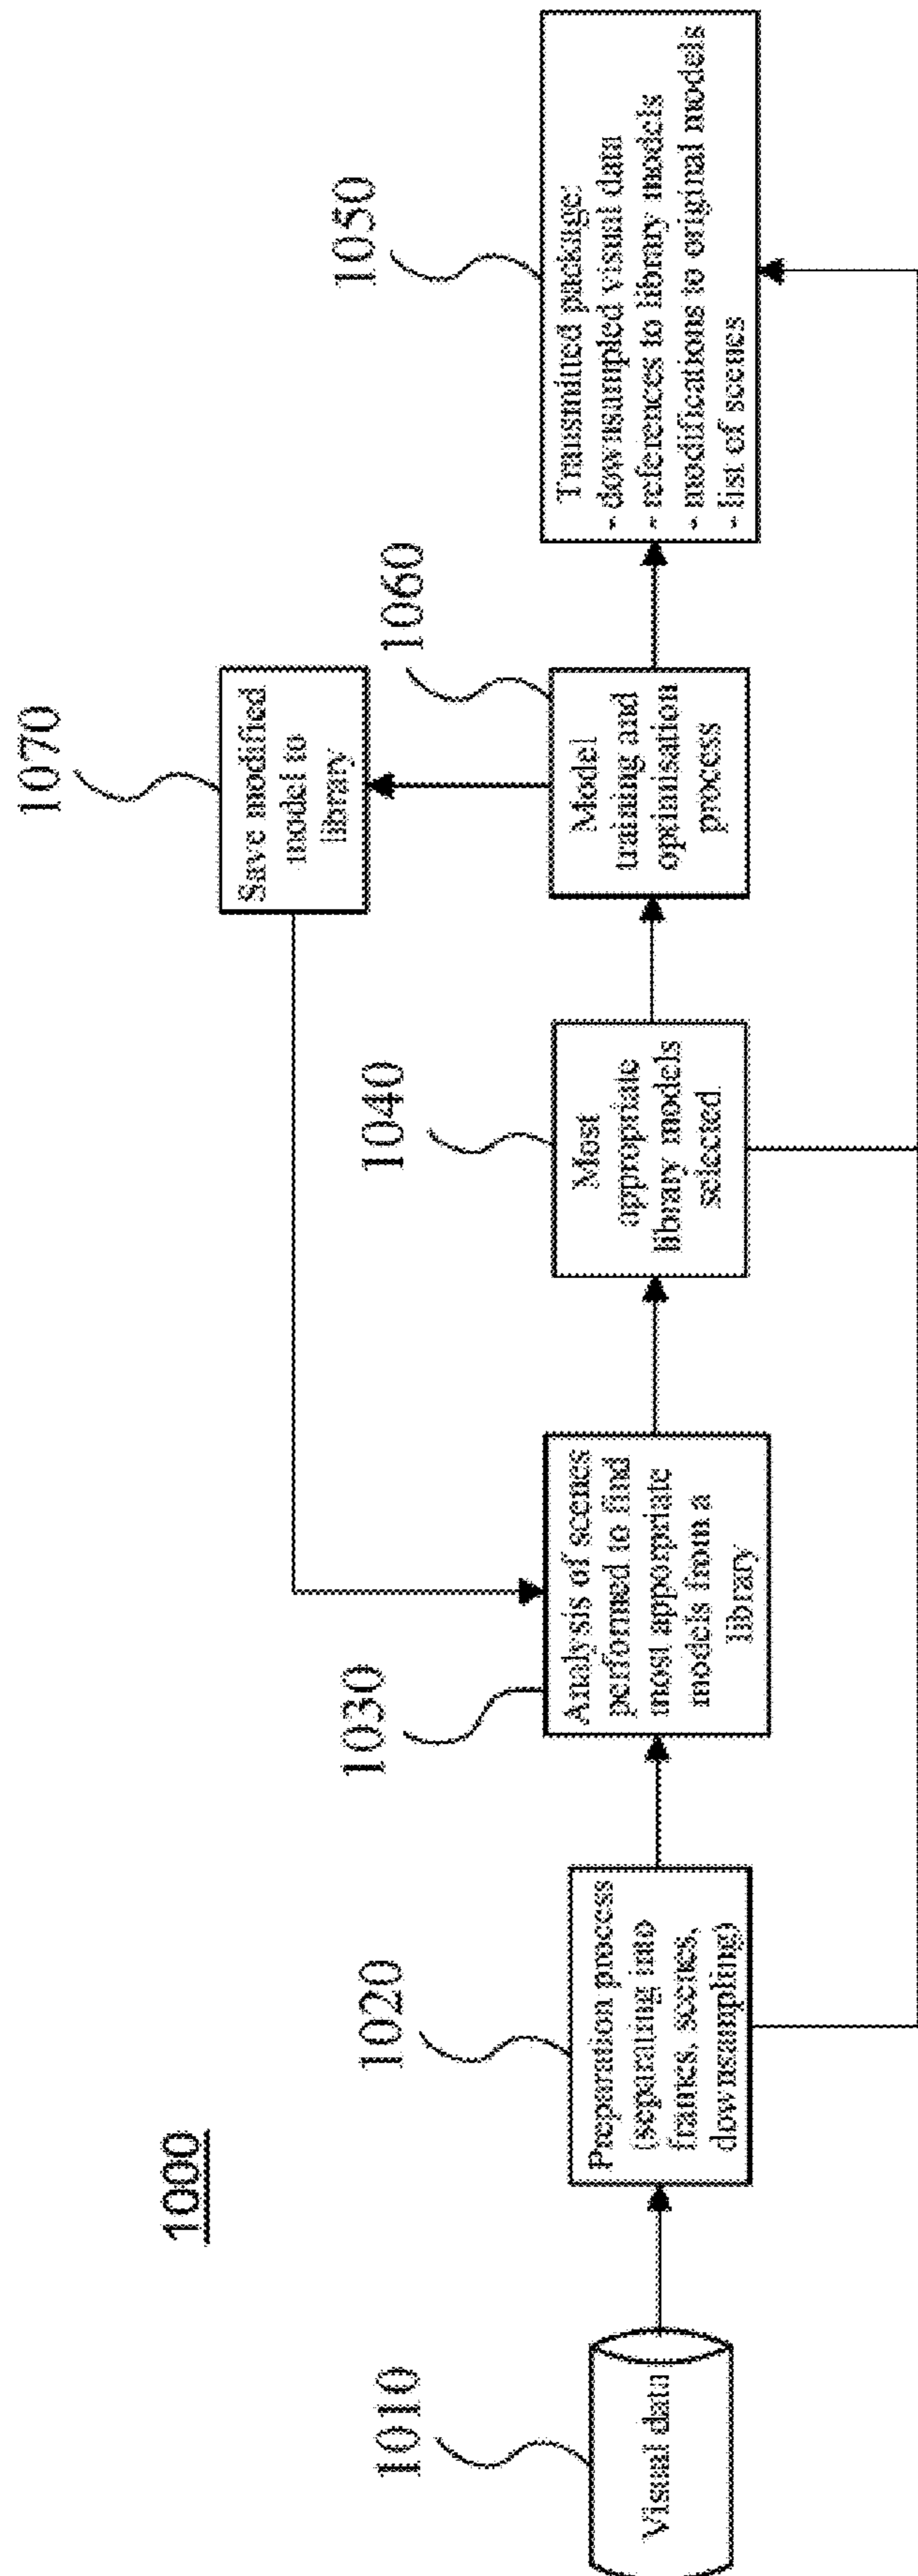 1000
1010
Visual data
1020
Preparation process
(separating into
frames, scenes,
downsampling)
1030
Analysis of scenes
performed to find
most apporpriate
models from a
library
1040
Most
appropriate
library models
selected
1060
Model
training and
optimisation
process
1070
Save modified
model to
library
1050
Transmitted package:
- downsampled visual data
- references to library models
- modifications to original models
- list of scenes